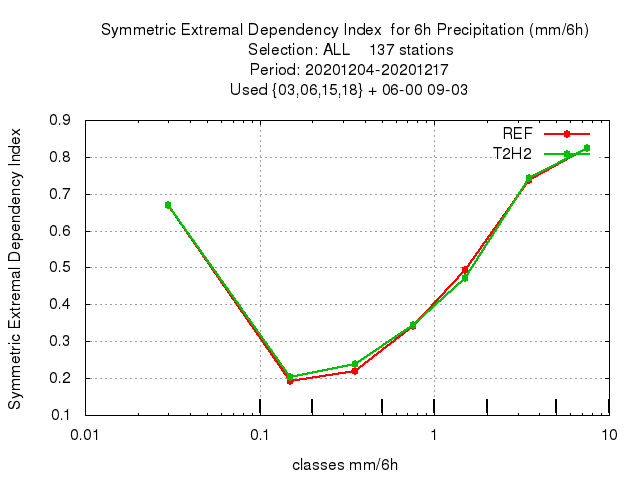 Symmetric Extremal Dependency Index  for 6h Precipitation (mm/6h)
Selection: ALL    137 stations
Period: 20201204-20201217
Used {03,06,15,18} + 06-00 09-03
REF
T2H2
Symmetric Extremal Dependency Index
0.9
0.8
0.7
0.6
0.5
0.4
0.3
0.2
0.1
0.01
0.1
1
10
classes mm/6h